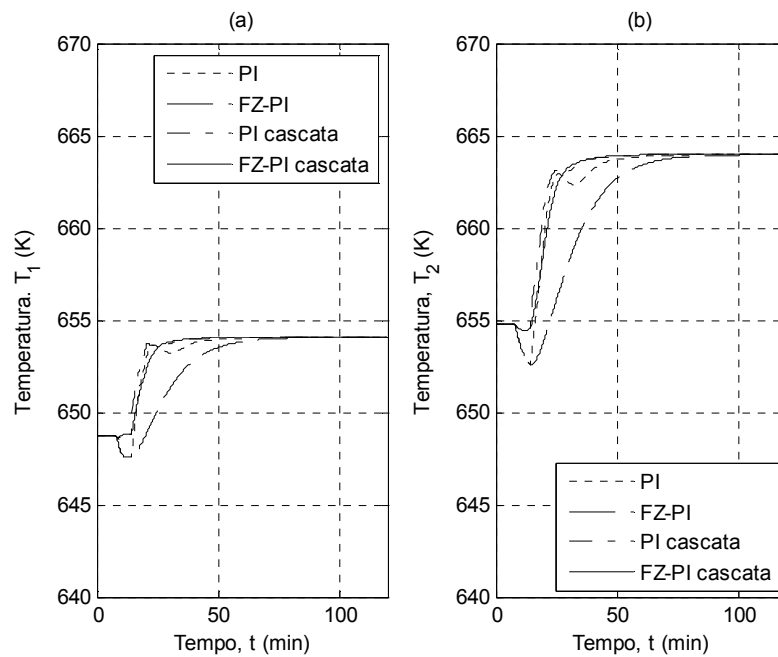 (a)
670
665
660
655
650
645
640
0
50
100
Temperatura. T1 (K)
Tempo, t (min)
PI
FZ-PI
PI cascata
FZ-PI cascata
(b)
670
665
660
655
650
645
640
0
50
100
Temperatura, T2 (K)
Tempo, t (min)
PI
FZ-PI
PI cascata
FZ-PI cascata